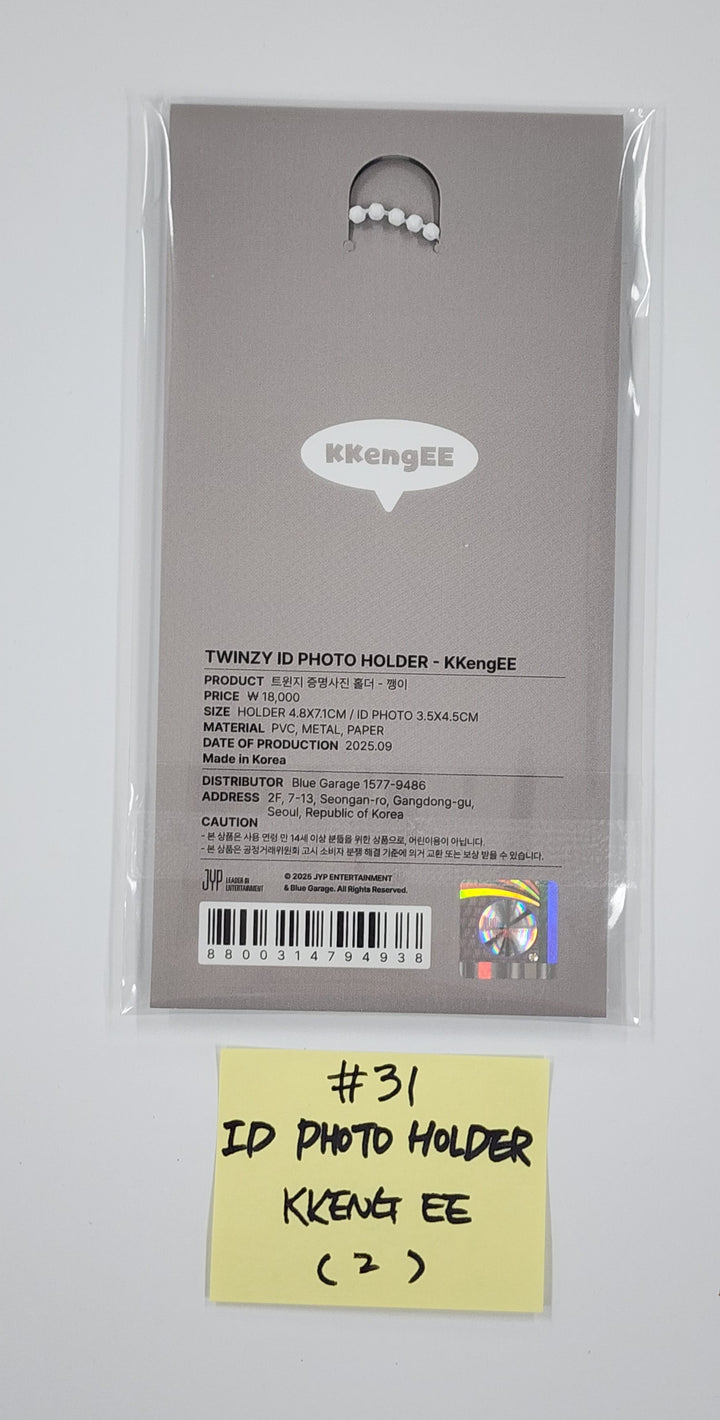 KKengEE
TWINZY ID PHOTO HOLDER - KKengEE
PRODUCT 트윈지 증명사진 홀더 - 깽이
PRICE ₩ 18,000
SIZE HOLDER 4.8X7.1CM / ID PHOTO 3.5X4.5CM
MATERIAL PVC, METAL, PAPER
DATE OF PRODUCTION 2025.09
Made in Korea
DISTRIBUTOR Blue Garage 1577-9486
ADDRESS 2F, 7-13, Seongan-ro, Gangdong-gu,
Seoul, Republic of Korea
CAUTION
- 본 상품은 사용 연령 만 14세 이상 분들을 위한 상품으로, 어린이용이 아닙니다.
- 본 상품은 공정거래위원회 고시 소비자 분쟁 해결 기준에 의거 교환 또는 보상 받을 수 있습니다.
JYP LEADER IN
ENTERTAINMENT
© 2025 JYP ENTERTAINMENT
& Blue Garage. All Rights Reserved.
8800314794938
#31
ID PHOTO HOLDER
KKENG EE
(2)